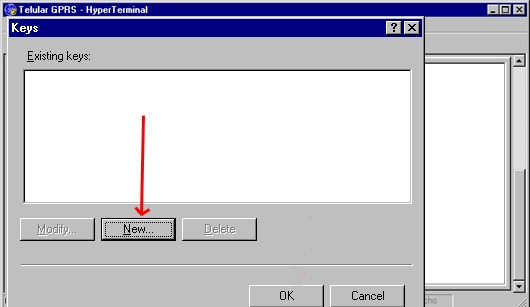 Telular GPRS - HyperTerminal
Keys
Existing keys:
Modify...
New...
Delete
OK
Cancel